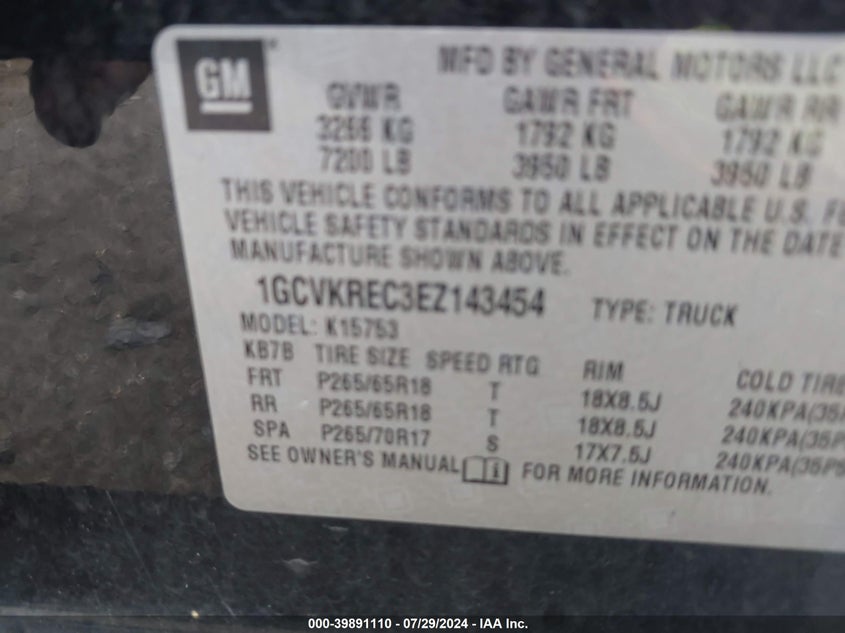 GM
MFD BY GENERAL MOTORS LLC
GVWR GAWR FRT GAWR RR
3266 KG 1792 KG 1792 KG
7200 LB 3950 LB 3950 LB
THIS VEHICLE CONFORMS TO ALL APPLICABLE U.S.
VEHICLE SAFETY STANDARDS IN EFFECT ON THE DATE
MANUFACTURE SHOWN ABOVE.
1GCVKREC3EZ143454 TYPE: TRUCK
MODEL: K15753
KB7B TIRE SIZE SPEED RTG RIM COLD TIRE
FRT P265/65R18 T 18X8.5J 240KPA(35P
RR P265/65R18 T 18X8.5J 240KPA(35P
SPA P265/70R17 S 17X7.5J 240KPA(35P
SEE OWNER'S MANUAL i FOR MORE INFORMATION.
000-39891110 - 07/29/2024 - IAA Inc.